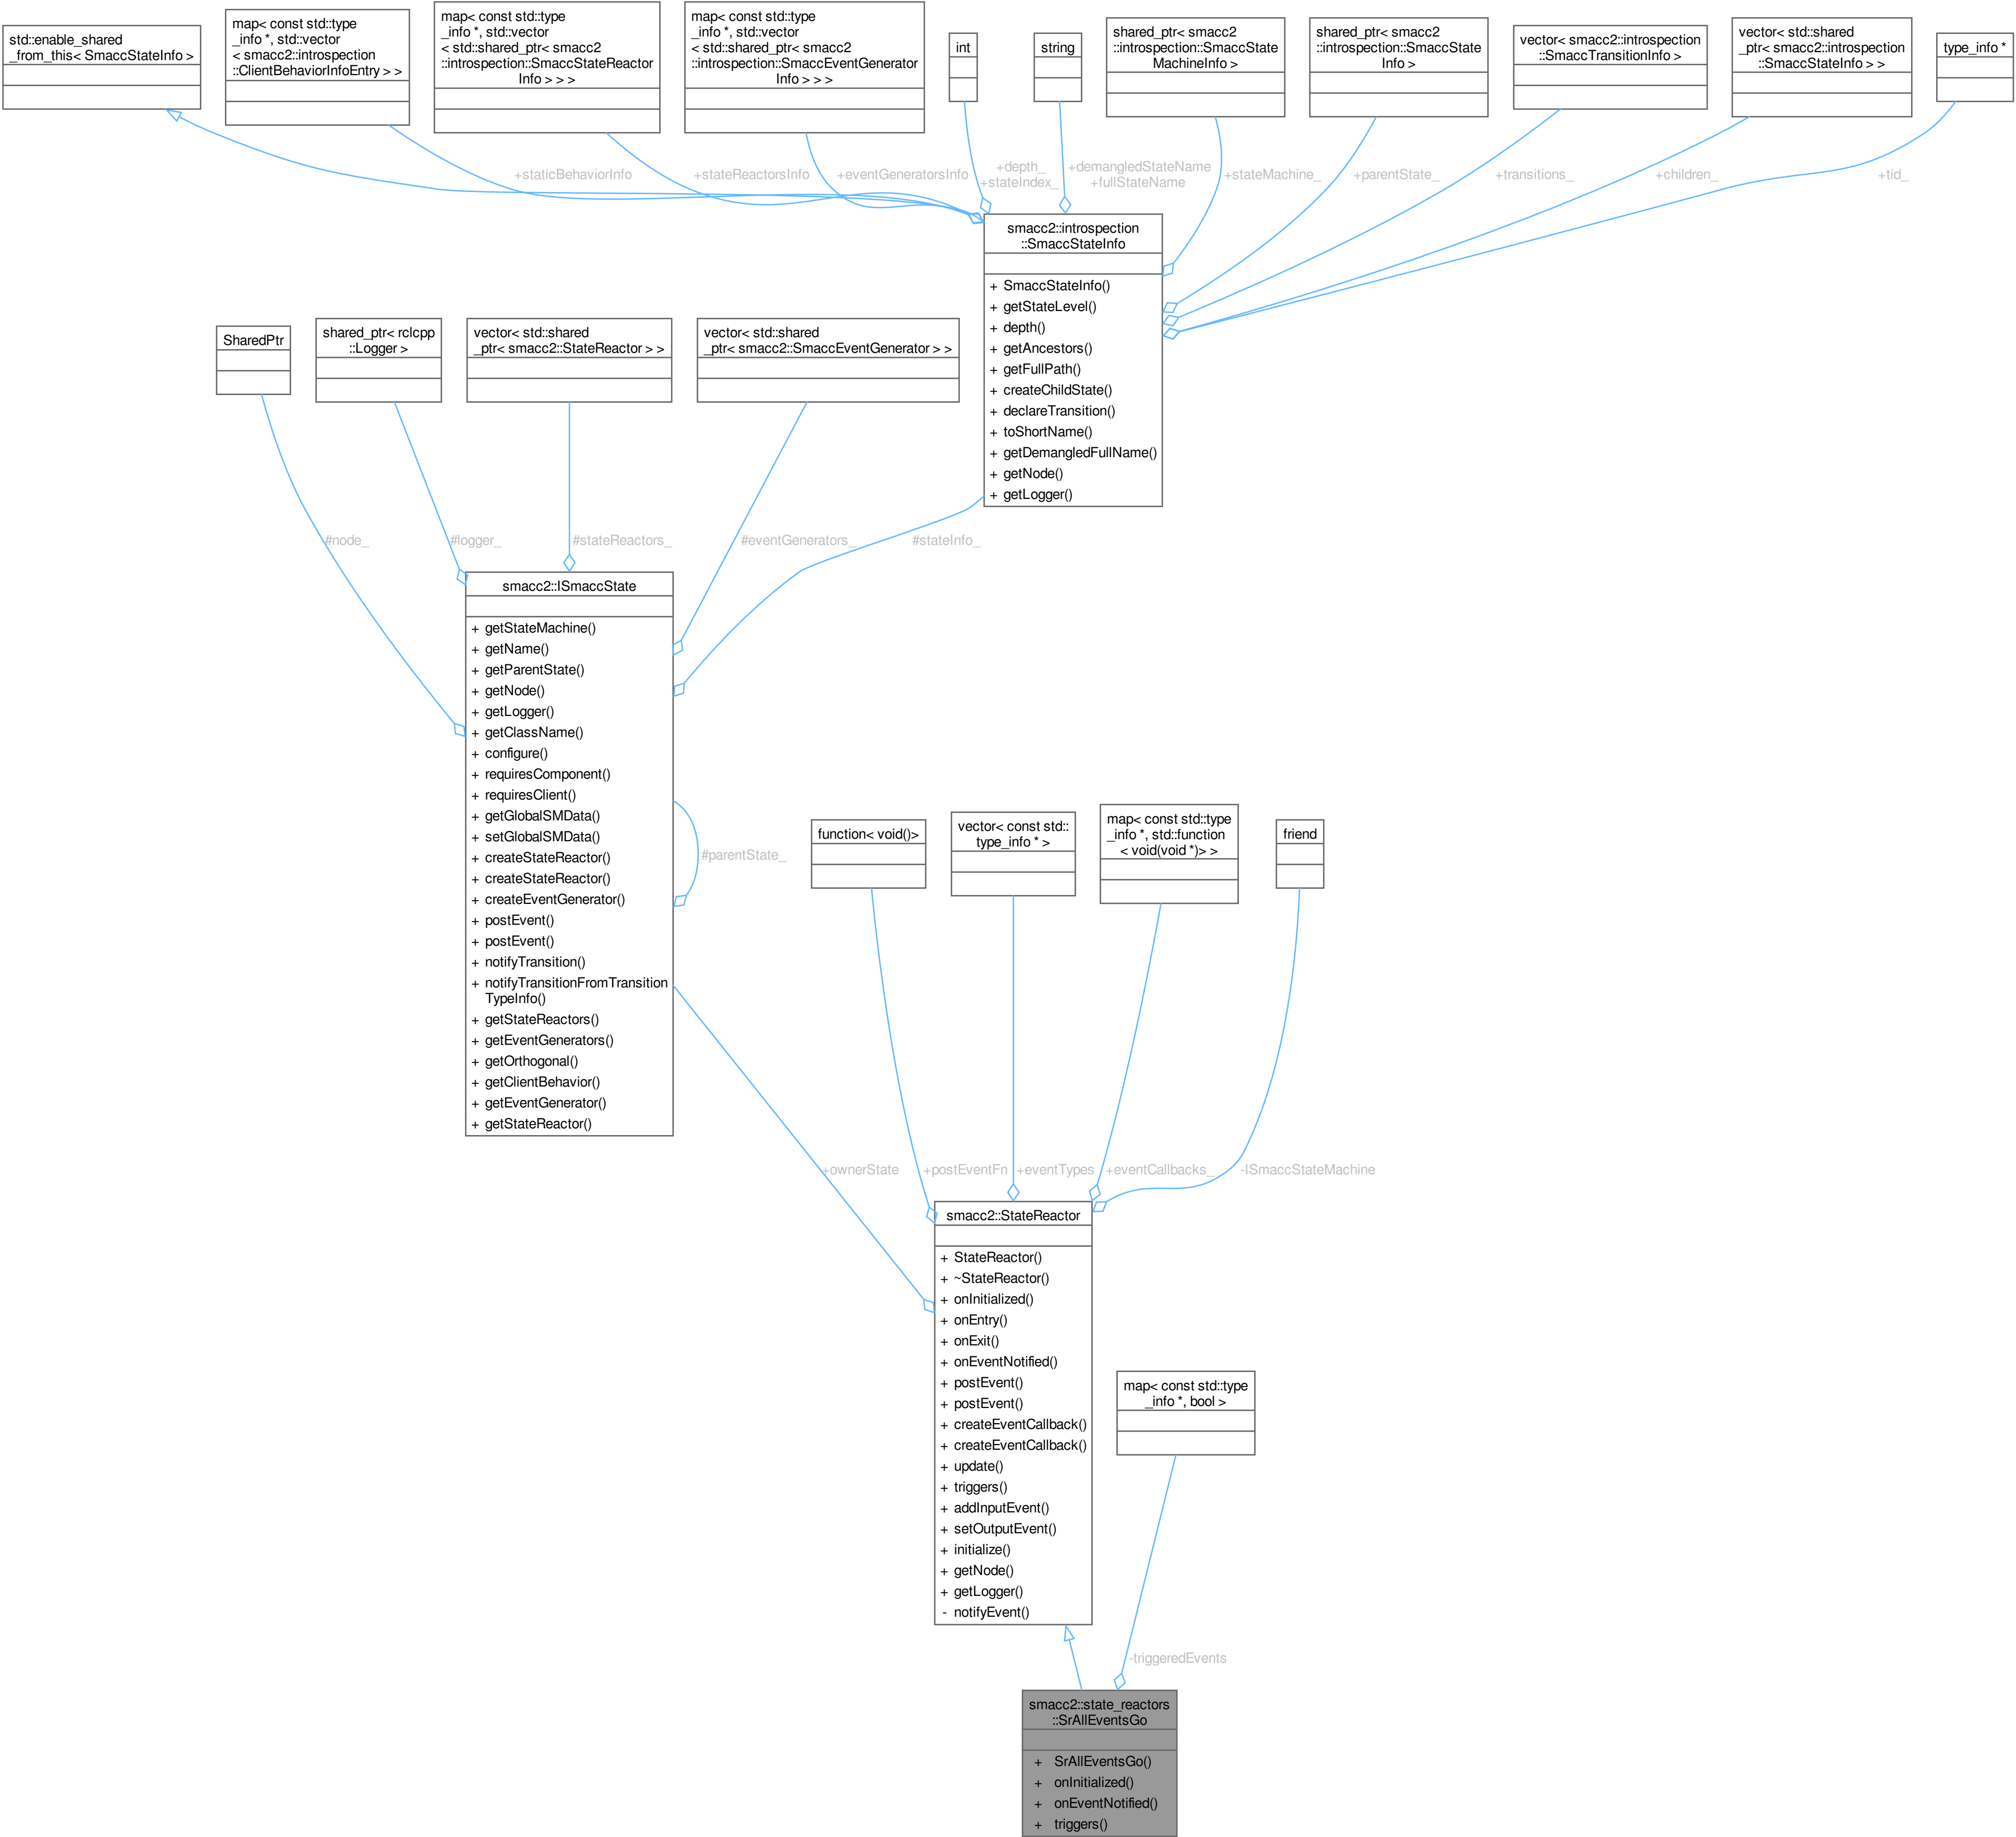 std::enable_shared
_from_this< SmaccStateInfo >
map< const std::type
_info *, std::vector
< smacc2::introspection
::ClientBehaviorInfoEntry > >
map< const std::type
_info *, std::vector
< std::shared_ptr< smacc2
::introspection::SmaccStateReactor
Info > > >
map< const std::type
_info *, std::vector
< std::shared_ptr< smacc2
::introspection::SmaccEventGenerator
Info > > >
int
string
shared_ptr< smacc2
::introspection::SmaccState
MachineInfo >
shared_ptr< smacc2
::introspection::SmaccState
Info >
vector< smacc2::introspection
::SmaccTransitionInfo >
vector< std::shared
_ptr< smacc2::introspection
::SmaccStateInfo > >
type_info *
+staticBehaviorInfo
+stateReactorsInfo
+eventGeneratorsInfo
+depth_
+stateIndex_
+demangledStateName
+fullStateName
+stateMachine_
+parentState_
+transitions_
+children_
+tid_
smacc2::introspection
::SmaccStateInfo
+ SmaccStateInfo()
+ getStateLevel()
+ depth()
+ getAncestors()
+ getFullPath()
+ createChildState()
+ declareTransition()
+ toShortName()
+ getDemangledFullName()
+ getNode()
+ getLogger()
SharedPtr
shared_ptr< rclcpp
::Logger >
vector< std::shared
_ptr< smacc2::StateReactor > >
vector< std::shared
_ptr< smacc2::SmaccEventGenerator > >
#node_
#logger_
#stateReactors_
#eventGenerators_
#stateInfo_
smacc2::ISmaccState
+ getStateMachine()
+ getName()
+ getParentState()
+ getNode()
+ getLogger()
+ getClassName()
+ configure()
+ requiresComponent()
+ requiresClient()
+ getGlobalSMData()
+ setGlobalSMData()
+ createStateReactor()
+ createStateReactor()
+ createEventGenerator()
+ postEvent()
+ postEvent()
+ notifyTransition()
+ notifyTransitionFromTransition
TypeInfo()
+ getStateReactors()
+ getEventGenerators()
+ getOrthogonal()
+ getClientBehavior()
+ getEventGenerator()
+ getStateReactor()
#parentState_
function< void()>
vector< const std::
type_info * >
map< const std::type
_info *, std::function
< void(void *)> >
friend
+ownerState
+postEventFn
+eventTypes
+eventCallbacks_
-ISmaccStateMachine
smacc2::StateReactor
+ StateReactor()
+ ~StateReactor()
+ onInitialized()
+ onEntry()
+ onExit()
+ onEventNotified()
+ postEvent()
+ postEvent()
+ createEventCallback()
+ createEventCallback()
+ update()
+ triggers()
+ addInputEvent()
+ setOutputEvent()
+ initialize()
+ getNode()
+ getLogger()
- notifyEvent()
map< const std::type
_info *, bool >
-triggeredEvents
smacc2::state_reactors
::SrAllEventsGo
+ SrAllEventsGo()
+ onInitialized()
+ onEventNotified()
+ triggers()